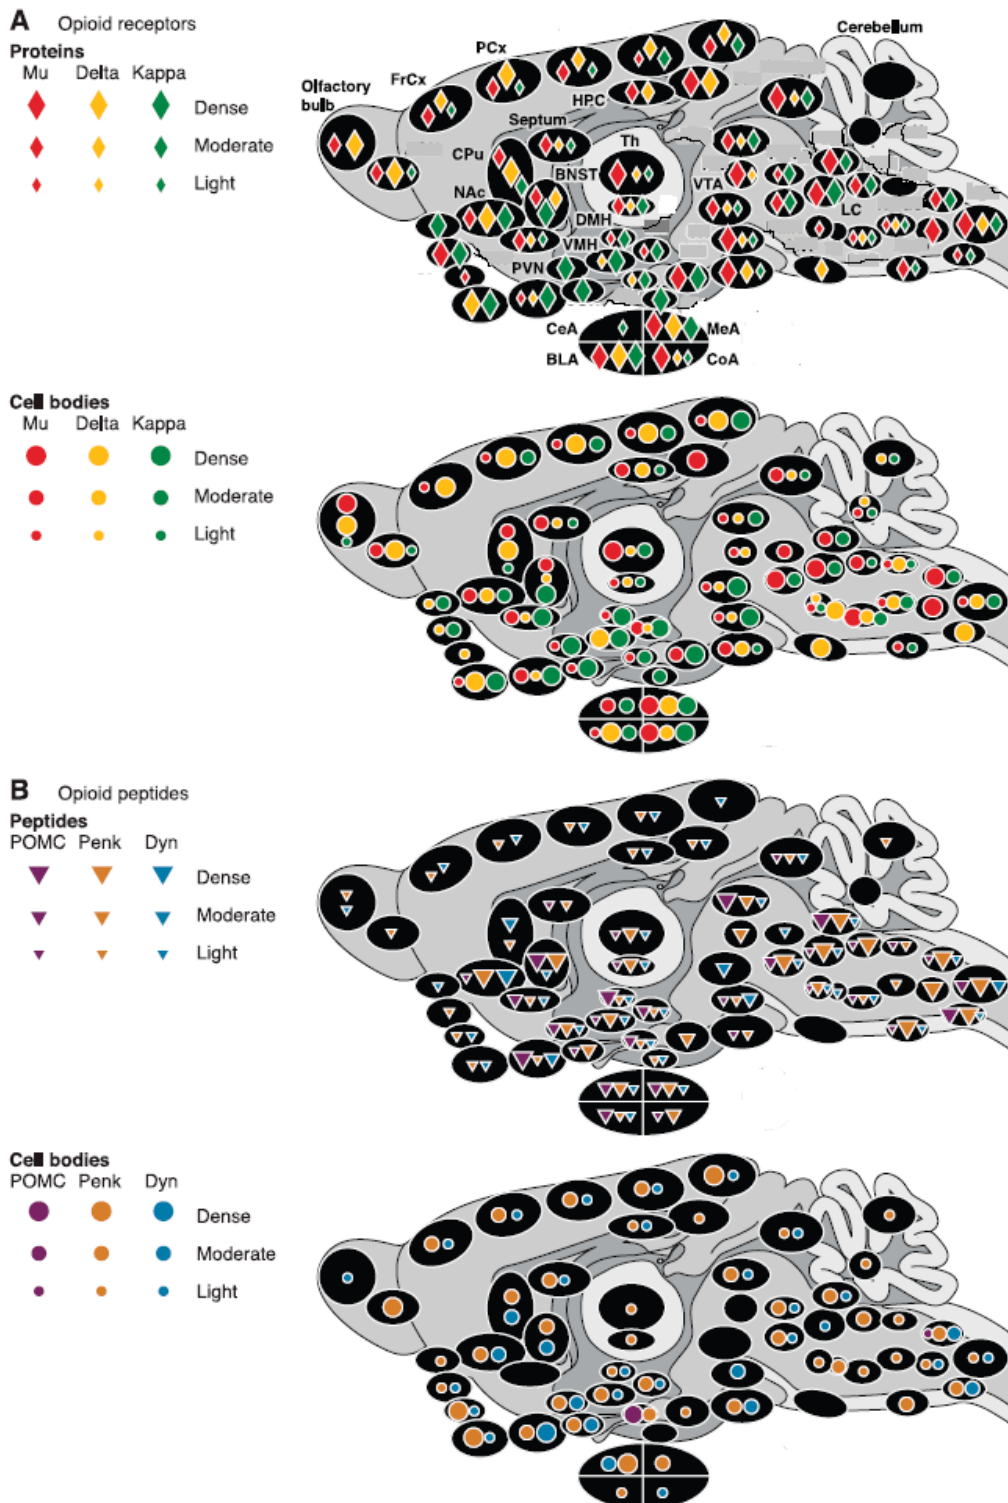 A Opioid receptors
Proteins
Mu Delta Kappa
Dense
Moderate
Light
Olfactory
bulb
FrCx
PCx
Cerebellum
HPC
Septum
CPu
Th
BNST
NAc
VTA
LC
DMH
VMH
PVN
CeA
MeA
BLA
CoA
Cell bodies
Mu Delta Kappa
Dense
Moderate
Light
B Opioid peptides
Peptides
POMC Penk Dyn
Dense
Moderate
Light
Cell bodies
POMC Penk Dyn
Dense
Moderate
Light